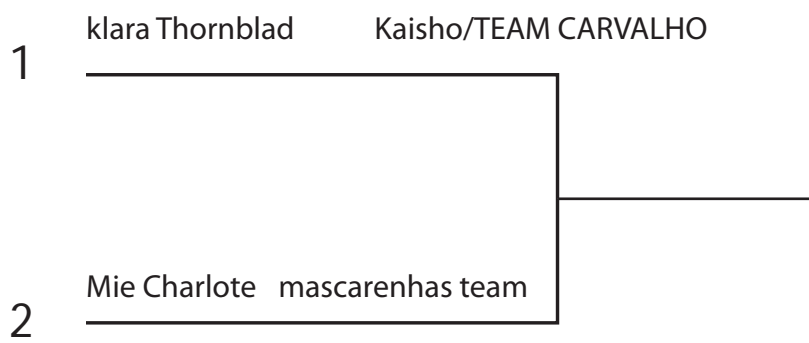 klara Thornblad Kaisho/TEAM CARVALHO
1
Mie Charlote mascarenhas team
2